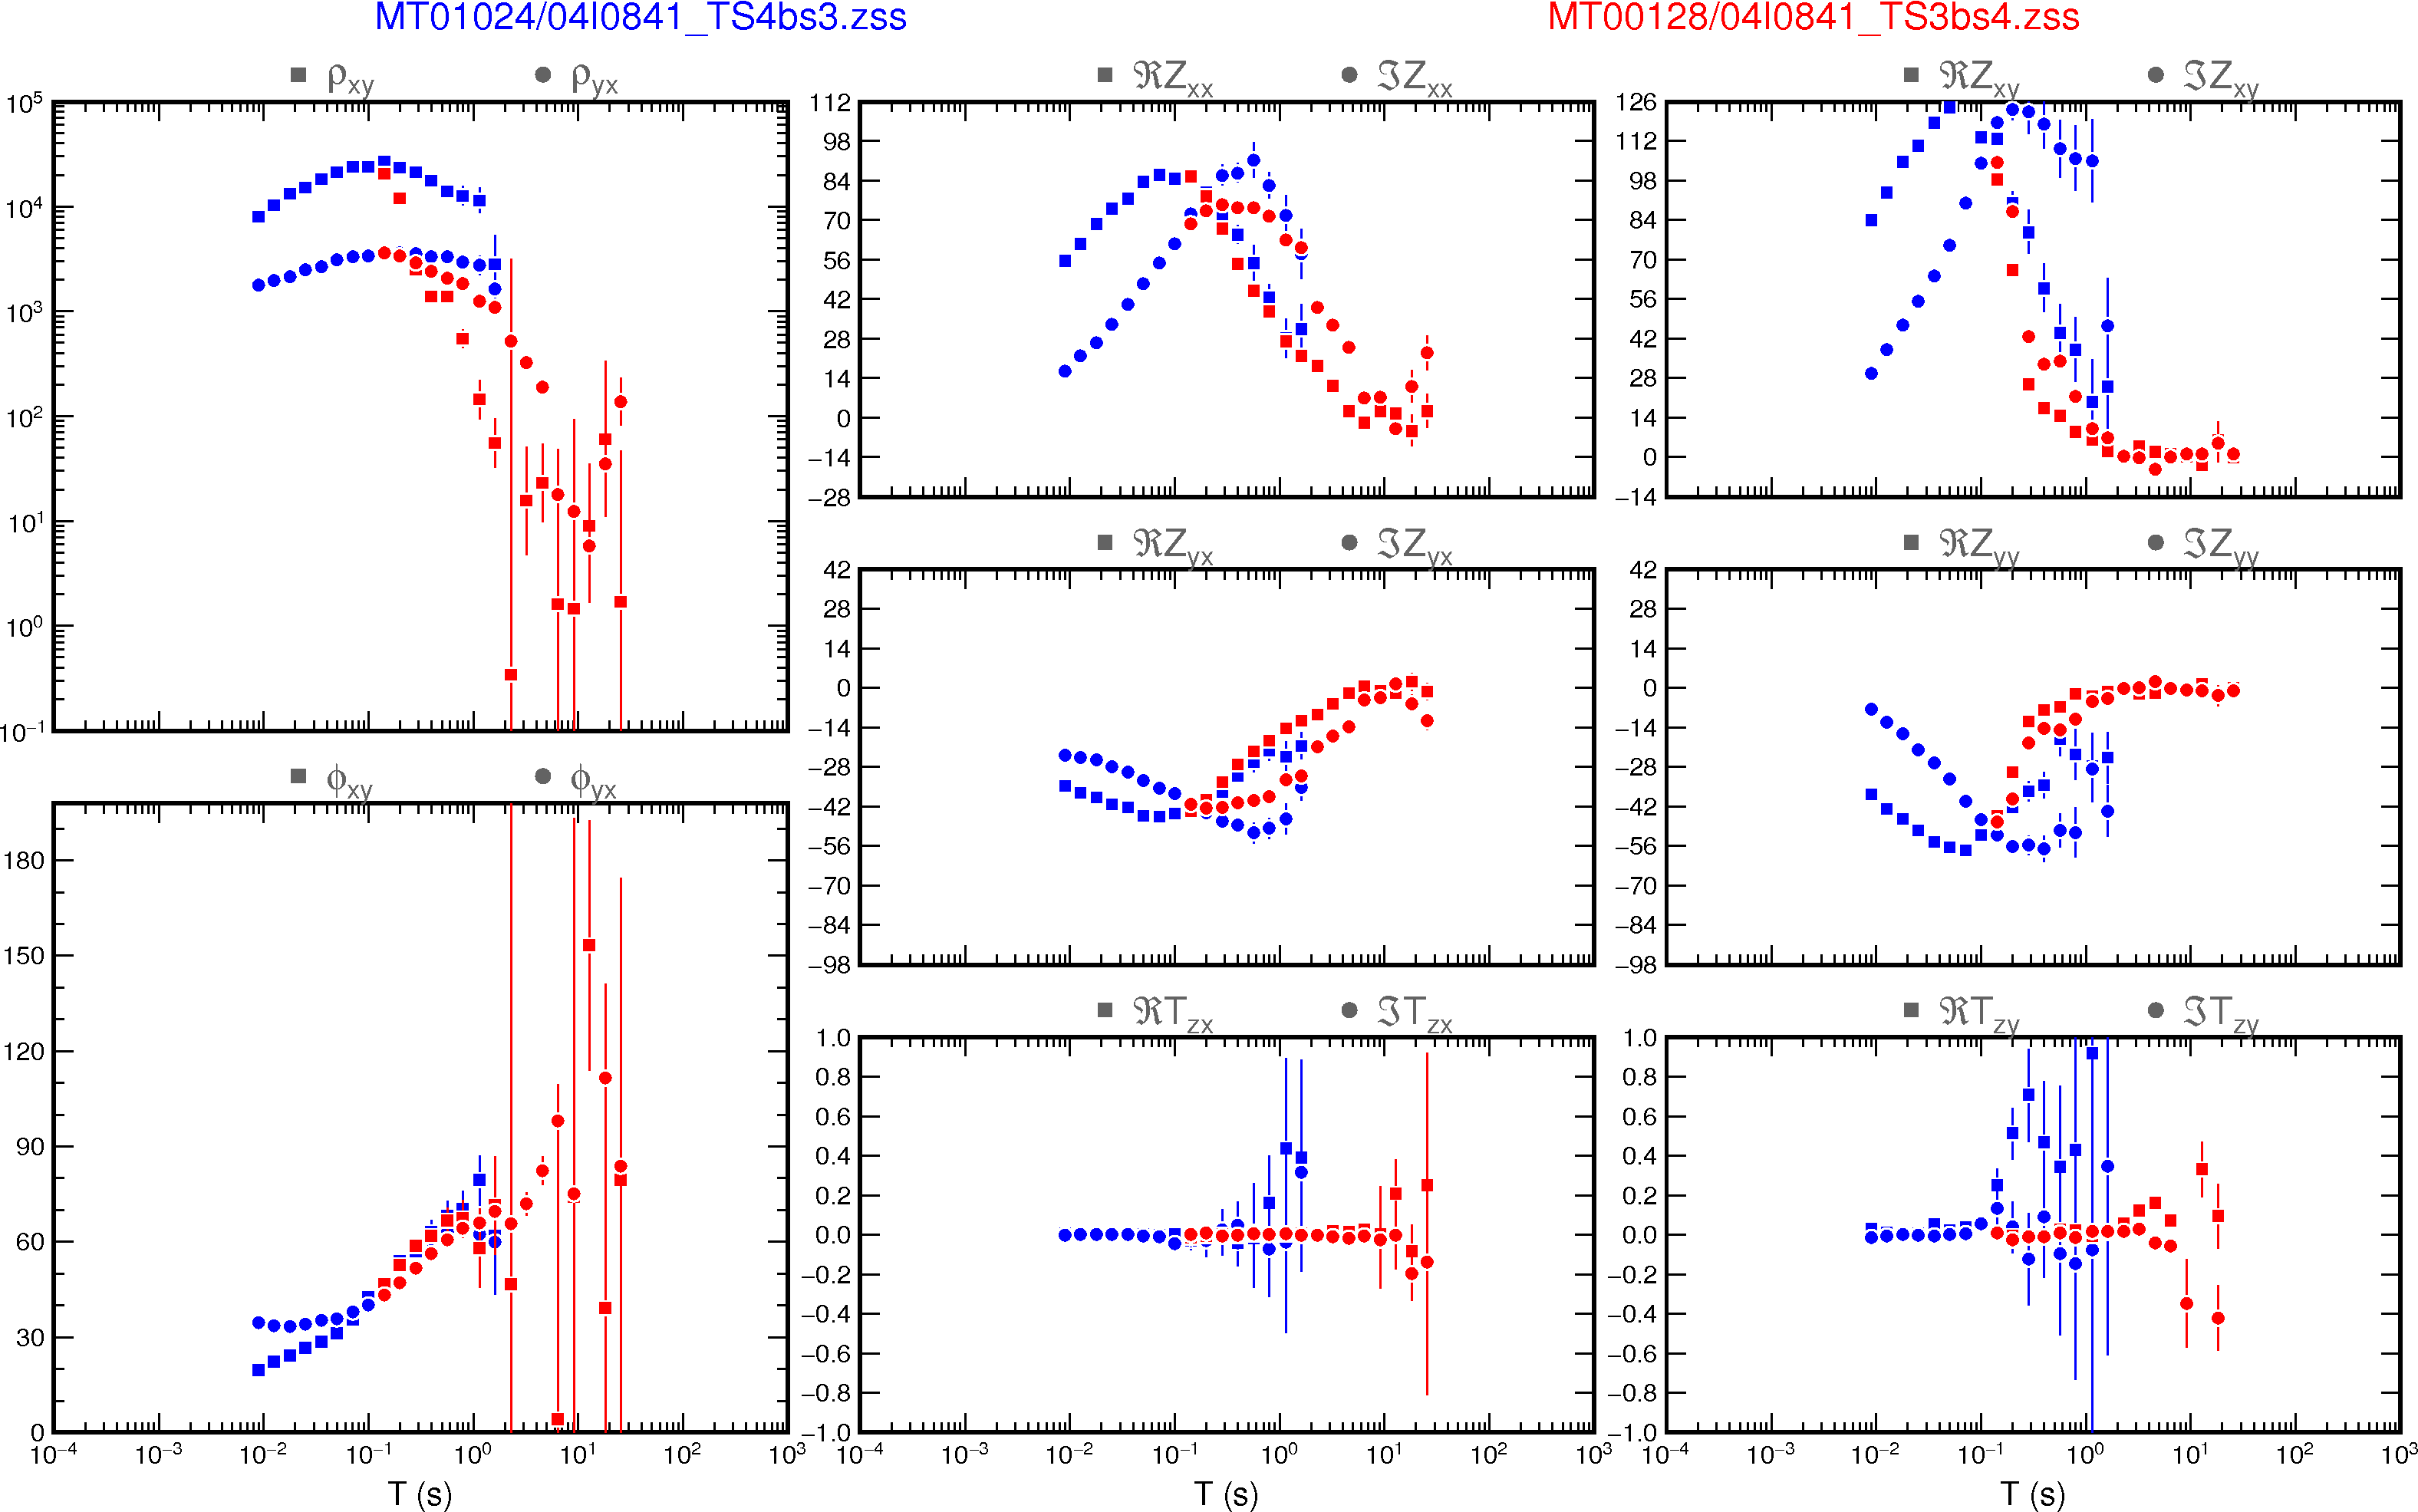 MT01024/04I0841_TS4bs3.zss MT00128/04I0841_TS3bs4.zss
ρxy ρyx ℜZxx ℑZxx ℜZxy ℑZxy
10⁵ 10⁴ 10³ 10² 10¹ 10⁰ 10⁻¹
112 98 84 70 56 42 28 14 0 −14 −28
126 112 98 84 70 56 42 28 14 0 −14
ℜZyx ℑZyx ℜZyy ℑZyy
42 28 14 0 −14 −28 −42 −56 −70 −84 −98
42 28 14 0 −14 −28 −42 −56 −70 −84 −98
ϕxy ϕyx
180 150 120 90 60 30 0
ℜTzx ℑTzx ℜTzy ℑTzy
1.0 0.8 0.6 0.4 0.2 0.0 −0.2 −0.4 −0.6 −0.8 −1.0
1.0 0.8 0.6 0.4 0.2 0.0 −0.2 −0.4 −0.6 −0.8 −1.0
10⁻⁴ 10⁻³ 10⁻² 10⁻¹ 10⁰ 10¹ 10² 10³ 10⁻⁴ 10⁻³ 10⁻² 10⁻¹ 10⁰ 10¹ 10² 10³ 10⁻⁴ 10⁻³ 10⁻² 10⁻¹ 10⁰ 10¹ 10² 10³
T (s) T (s) T (s)